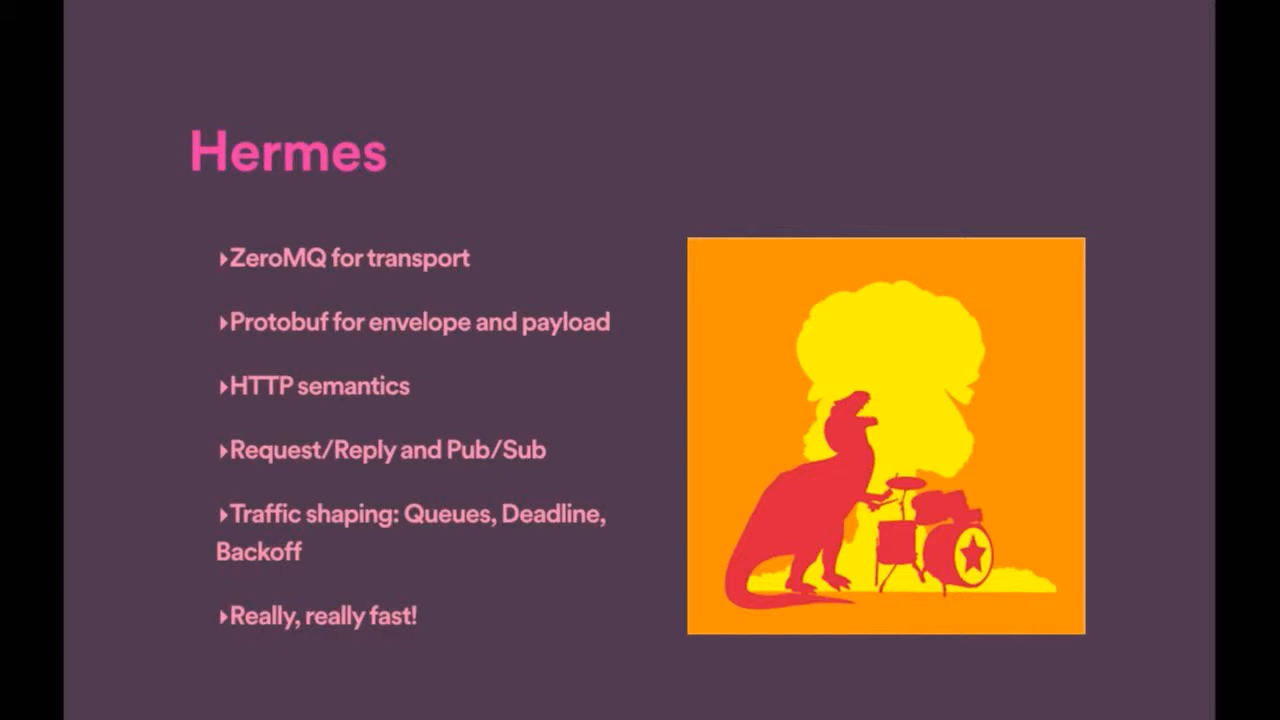 Hermes
‣ZeroMQ for transport
‣Protobuf for envelope and payload
‣HTTP semantics
‣Request/Reply and Pub/Sub
‣Traffic shaping: Queues, Deadline,
Backoff
‣Really, really fast!